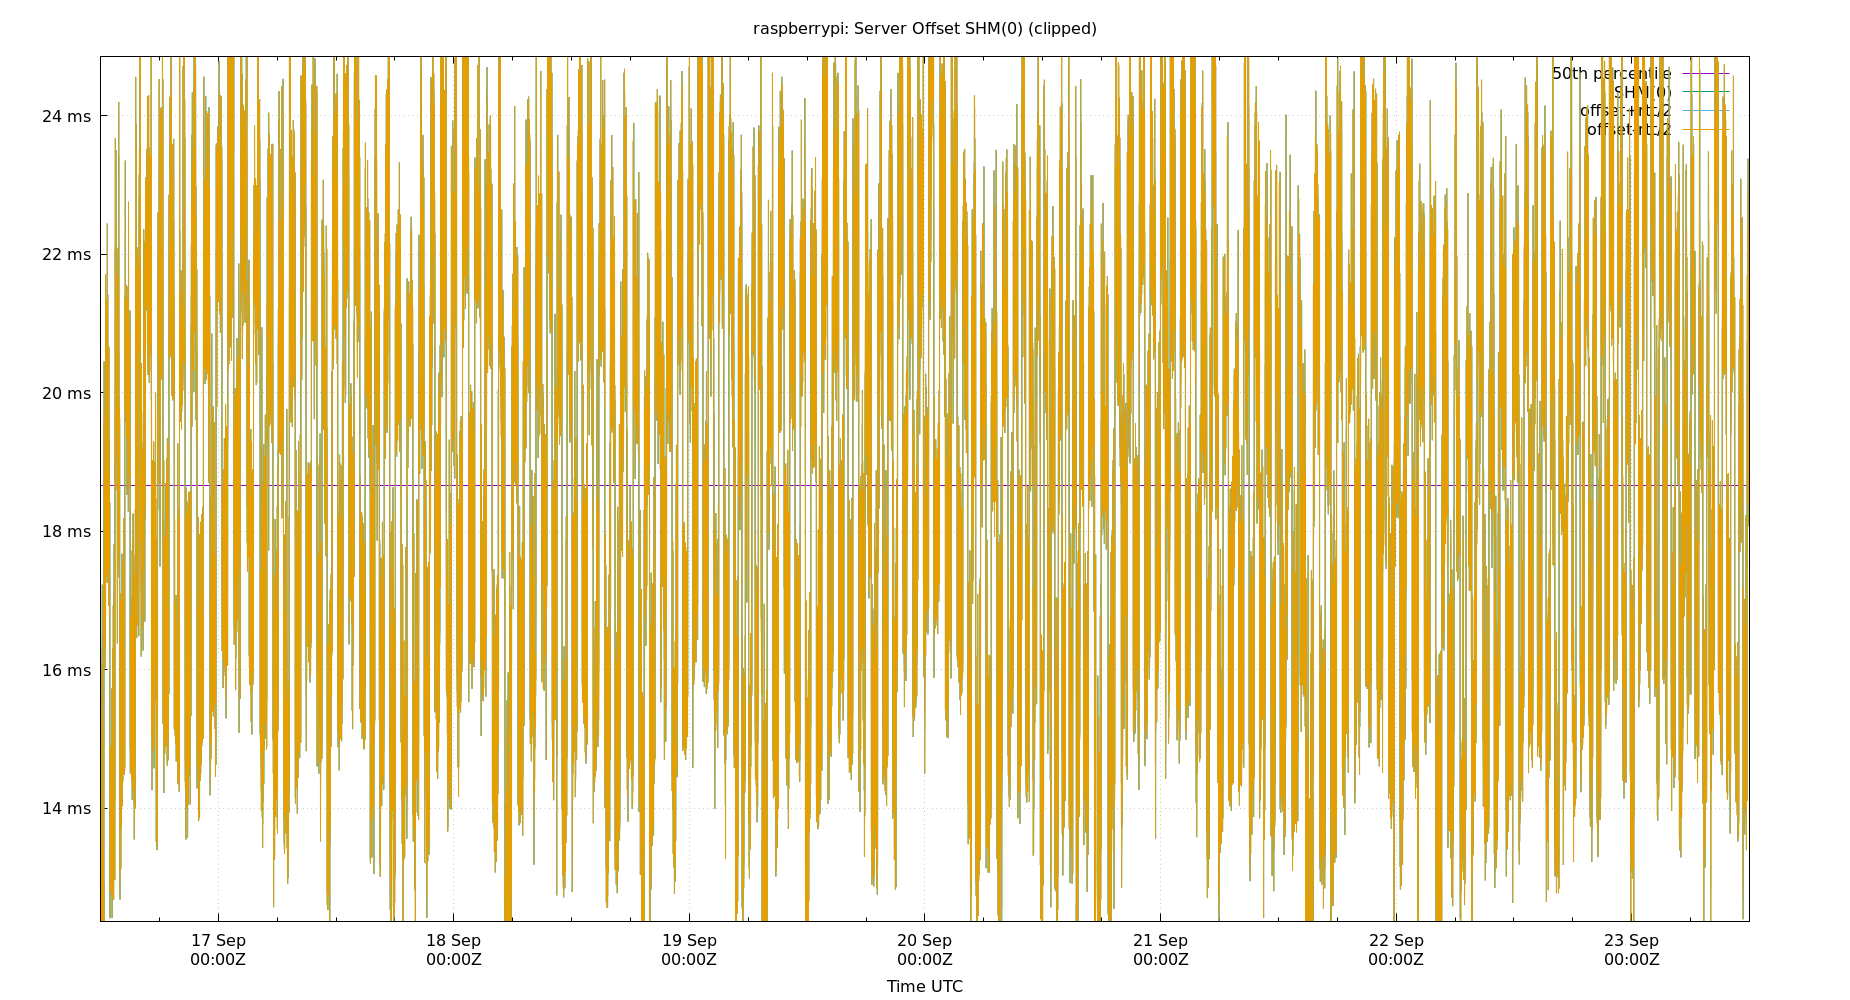 raspberrypi: Server Offset SHM(0) (clipped)
50th percentile
SHM(0)
offset+rtt/2
offset-rtt/2
24 ms
22 ms
20 ms
18 ms
16 ms
14 ms
17 Sep
00:00Z
18 Sep
00:00Z
19 Sep
00:00Z
20 Sep
00:00Z
21 Sep
00:00Z
22 Sep
00:00Z
23 Sep
00:00Z
Time UTC